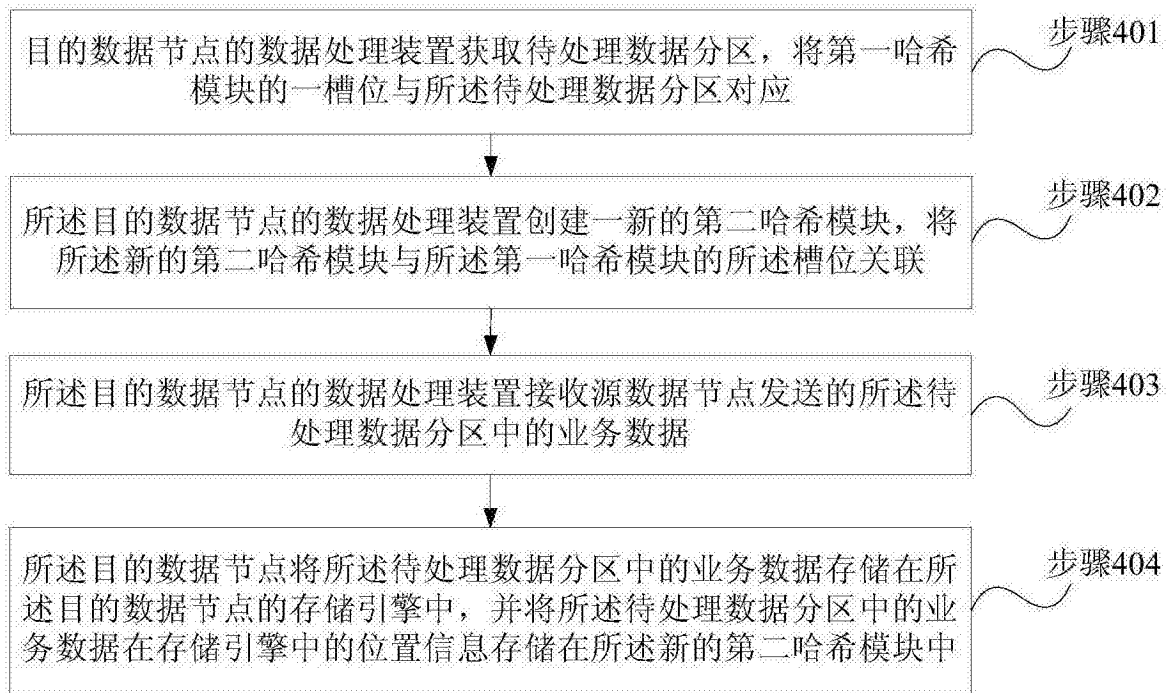 步骤401
目的数据节点的数据处理装置获取待处理数据分区，将第一哈希
模块的一槽位与所述待处理数据分区对应
步骤402
所述目的数据节点的数据处理装置创建一新的第二哈希模块，将
所述新的第二哈希模块与所述第一哈希模块的所述槽位关联
步骤403
所述目的数据节点的数据处理装置接收源数据节点发送的所述待
处理数据分区中的业务数据
步骤404
所述目的数据节点将所述待处理数据分区中的业务数据存储在所
述目的数据节点的存储引擎中，并将所述待处理数据分区中的业
务数据在存储引擎中的位置信息存储在所述新的第二哈希模块中